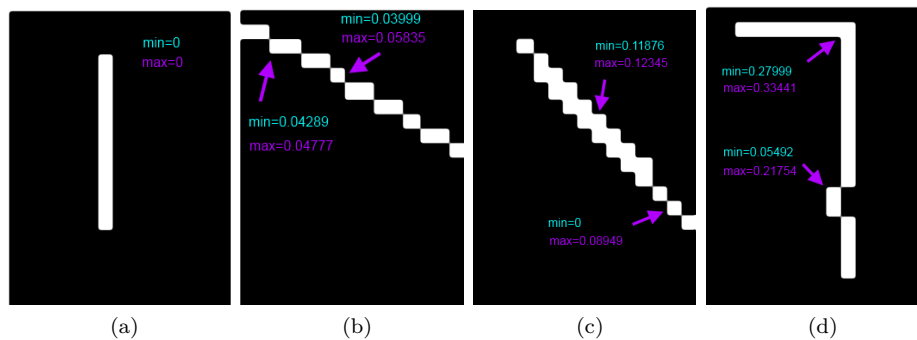 min=0
max=0
min=0.03999
max=0.05835
min=0.04289
max=0.04777
min=0.11876
max=0.12345
min=0
max=0.08949
min=0.27999
max=0.33441
min=0.05492
max=0.21754
(a)
(b)
(c)
(d)